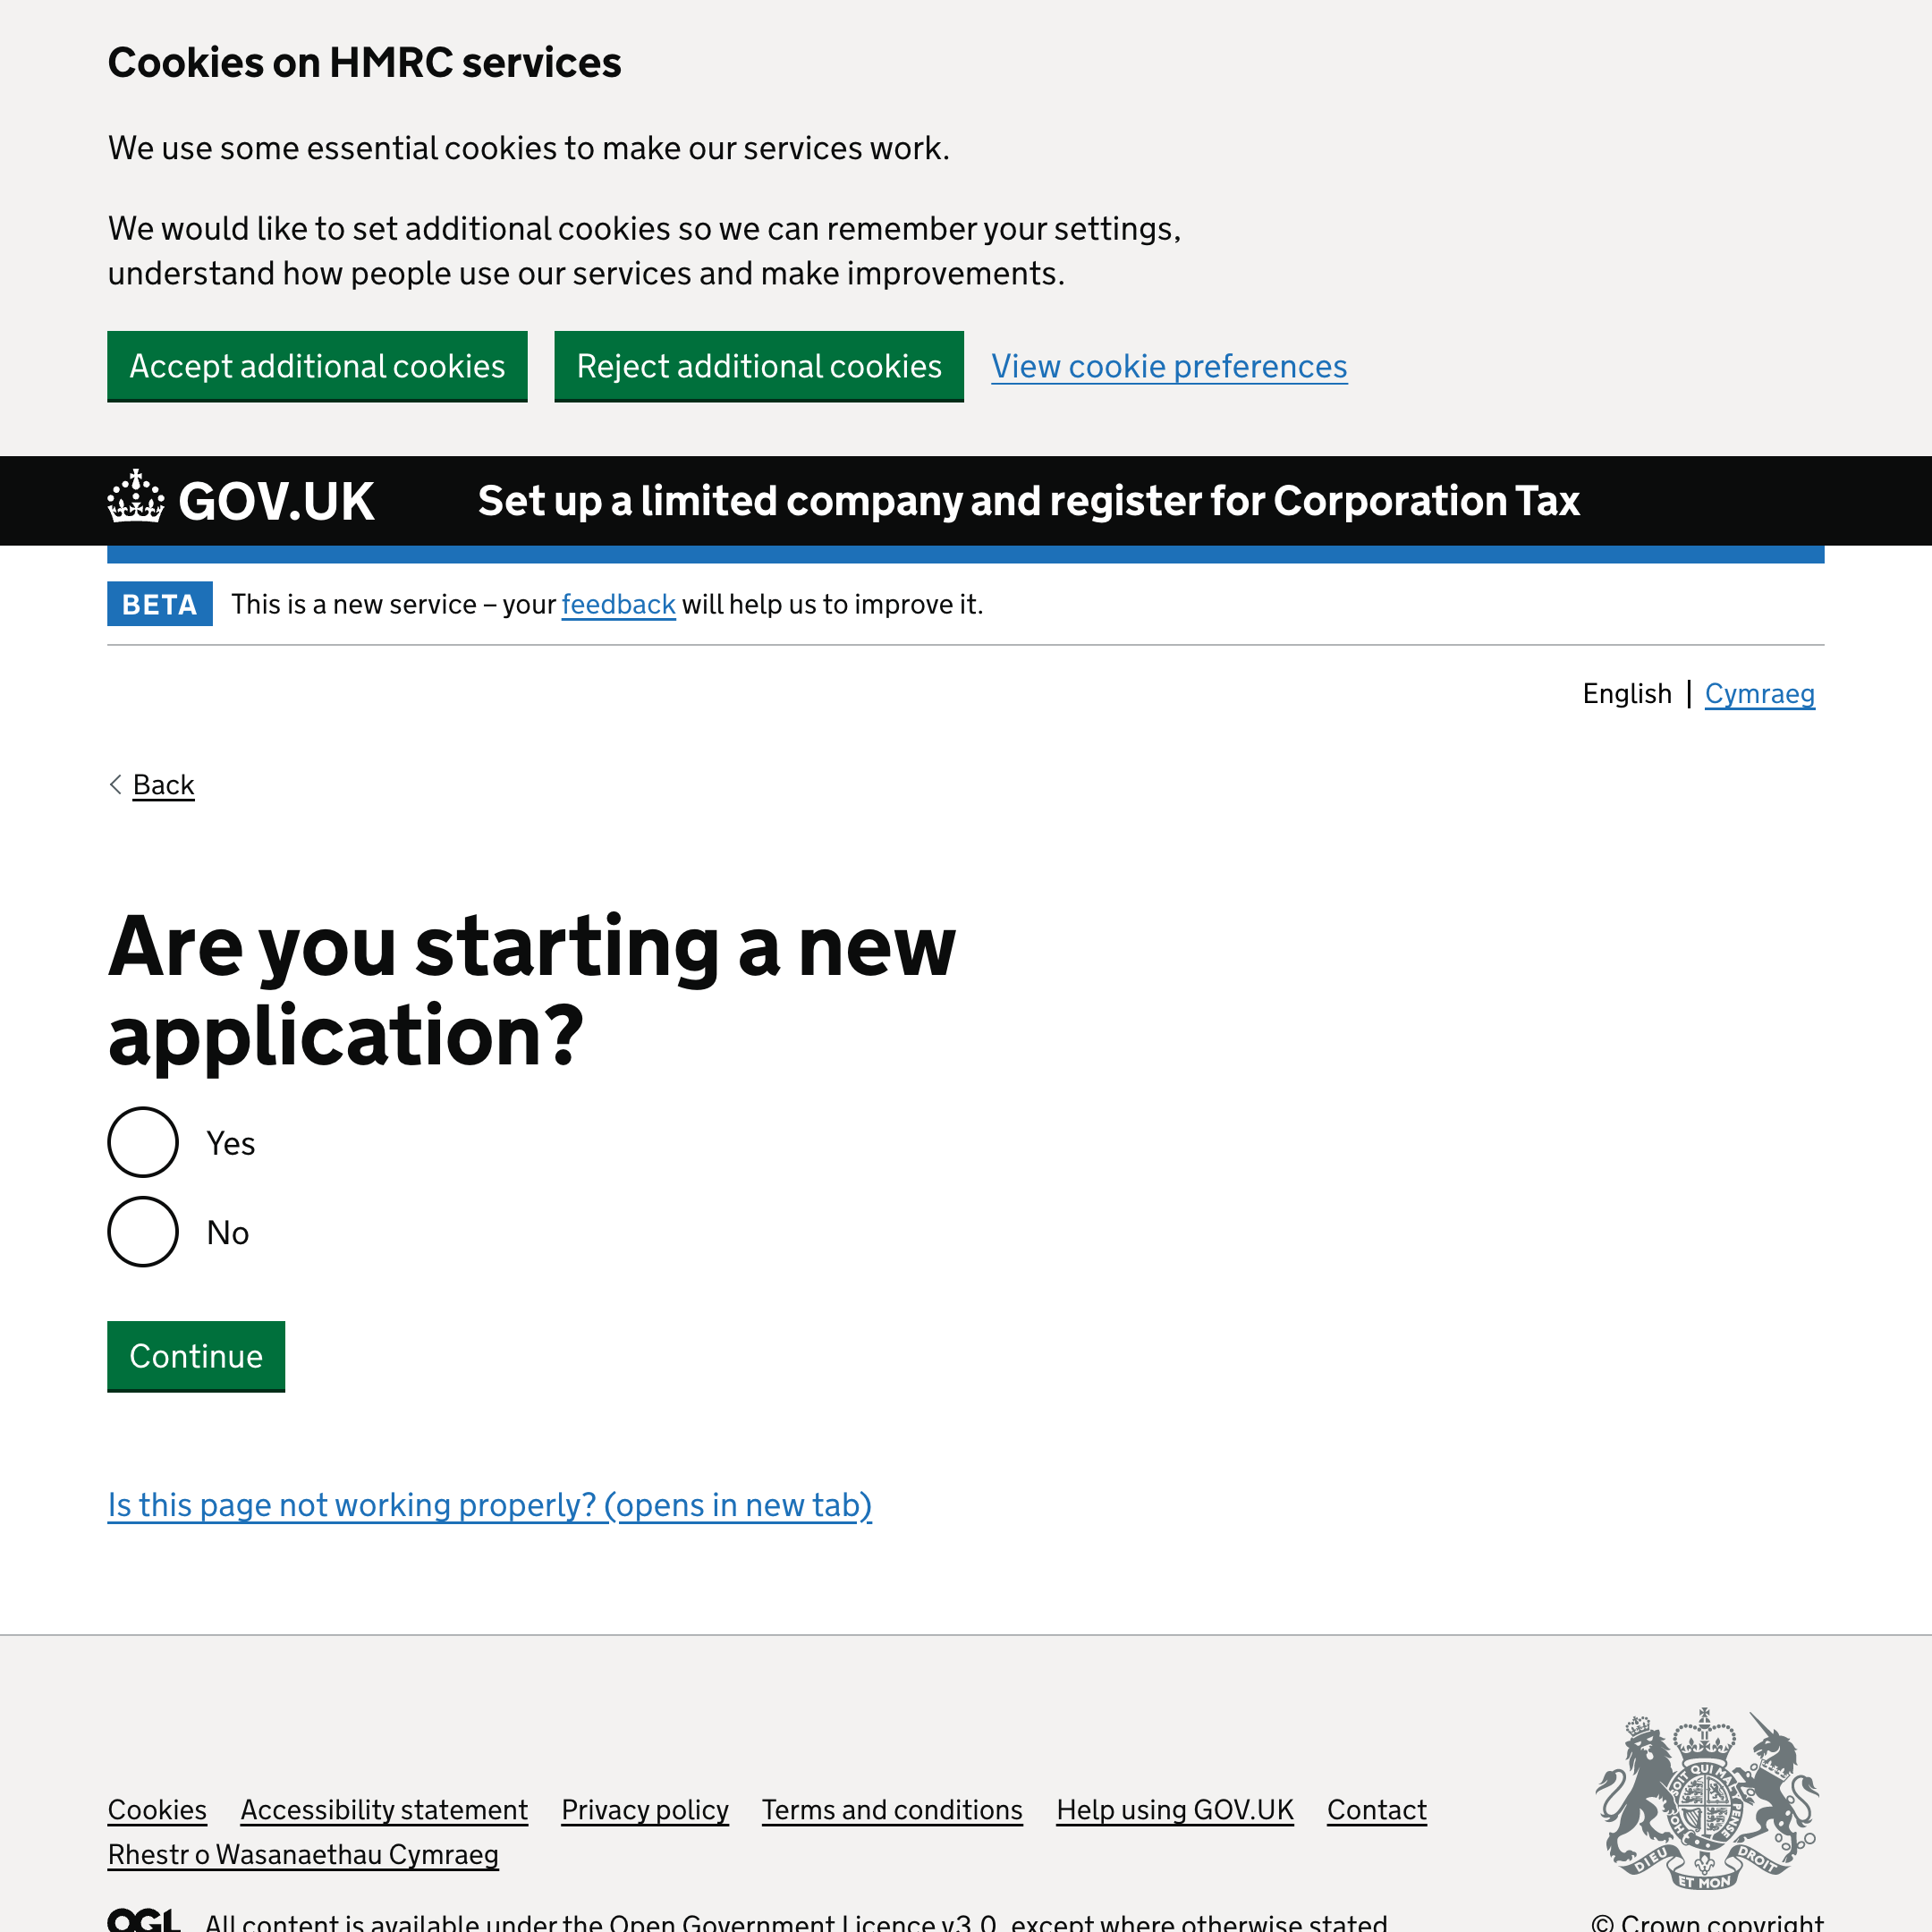 Cookies on HMRC services
We use some essential cookies to make our services work.
We would like to set additional cookies so we can remember your settings,
understand how people use our services and make improvements.
Accept additional cookies Reject additional cookies View cookie preferences
GOV.UK Set up a limited company and register for Corporation Tax
BETA This is a new service – your feedback will help us to improve it.
English | Cymraeg
Back
Are you starting a new
application?
Yes
No
Continue
Is this page not working properly? (opens in new tab)
Cookies Accessibility statement Privacy policy Terms and conditions Help using GOV.UK Contact
Rhestr o Wasanaethau Cymraeg
DIEU ET MON DROIT
OGL All content is available under the Open Government Licence v3.0, except where otherwise stated
© Crown copyright